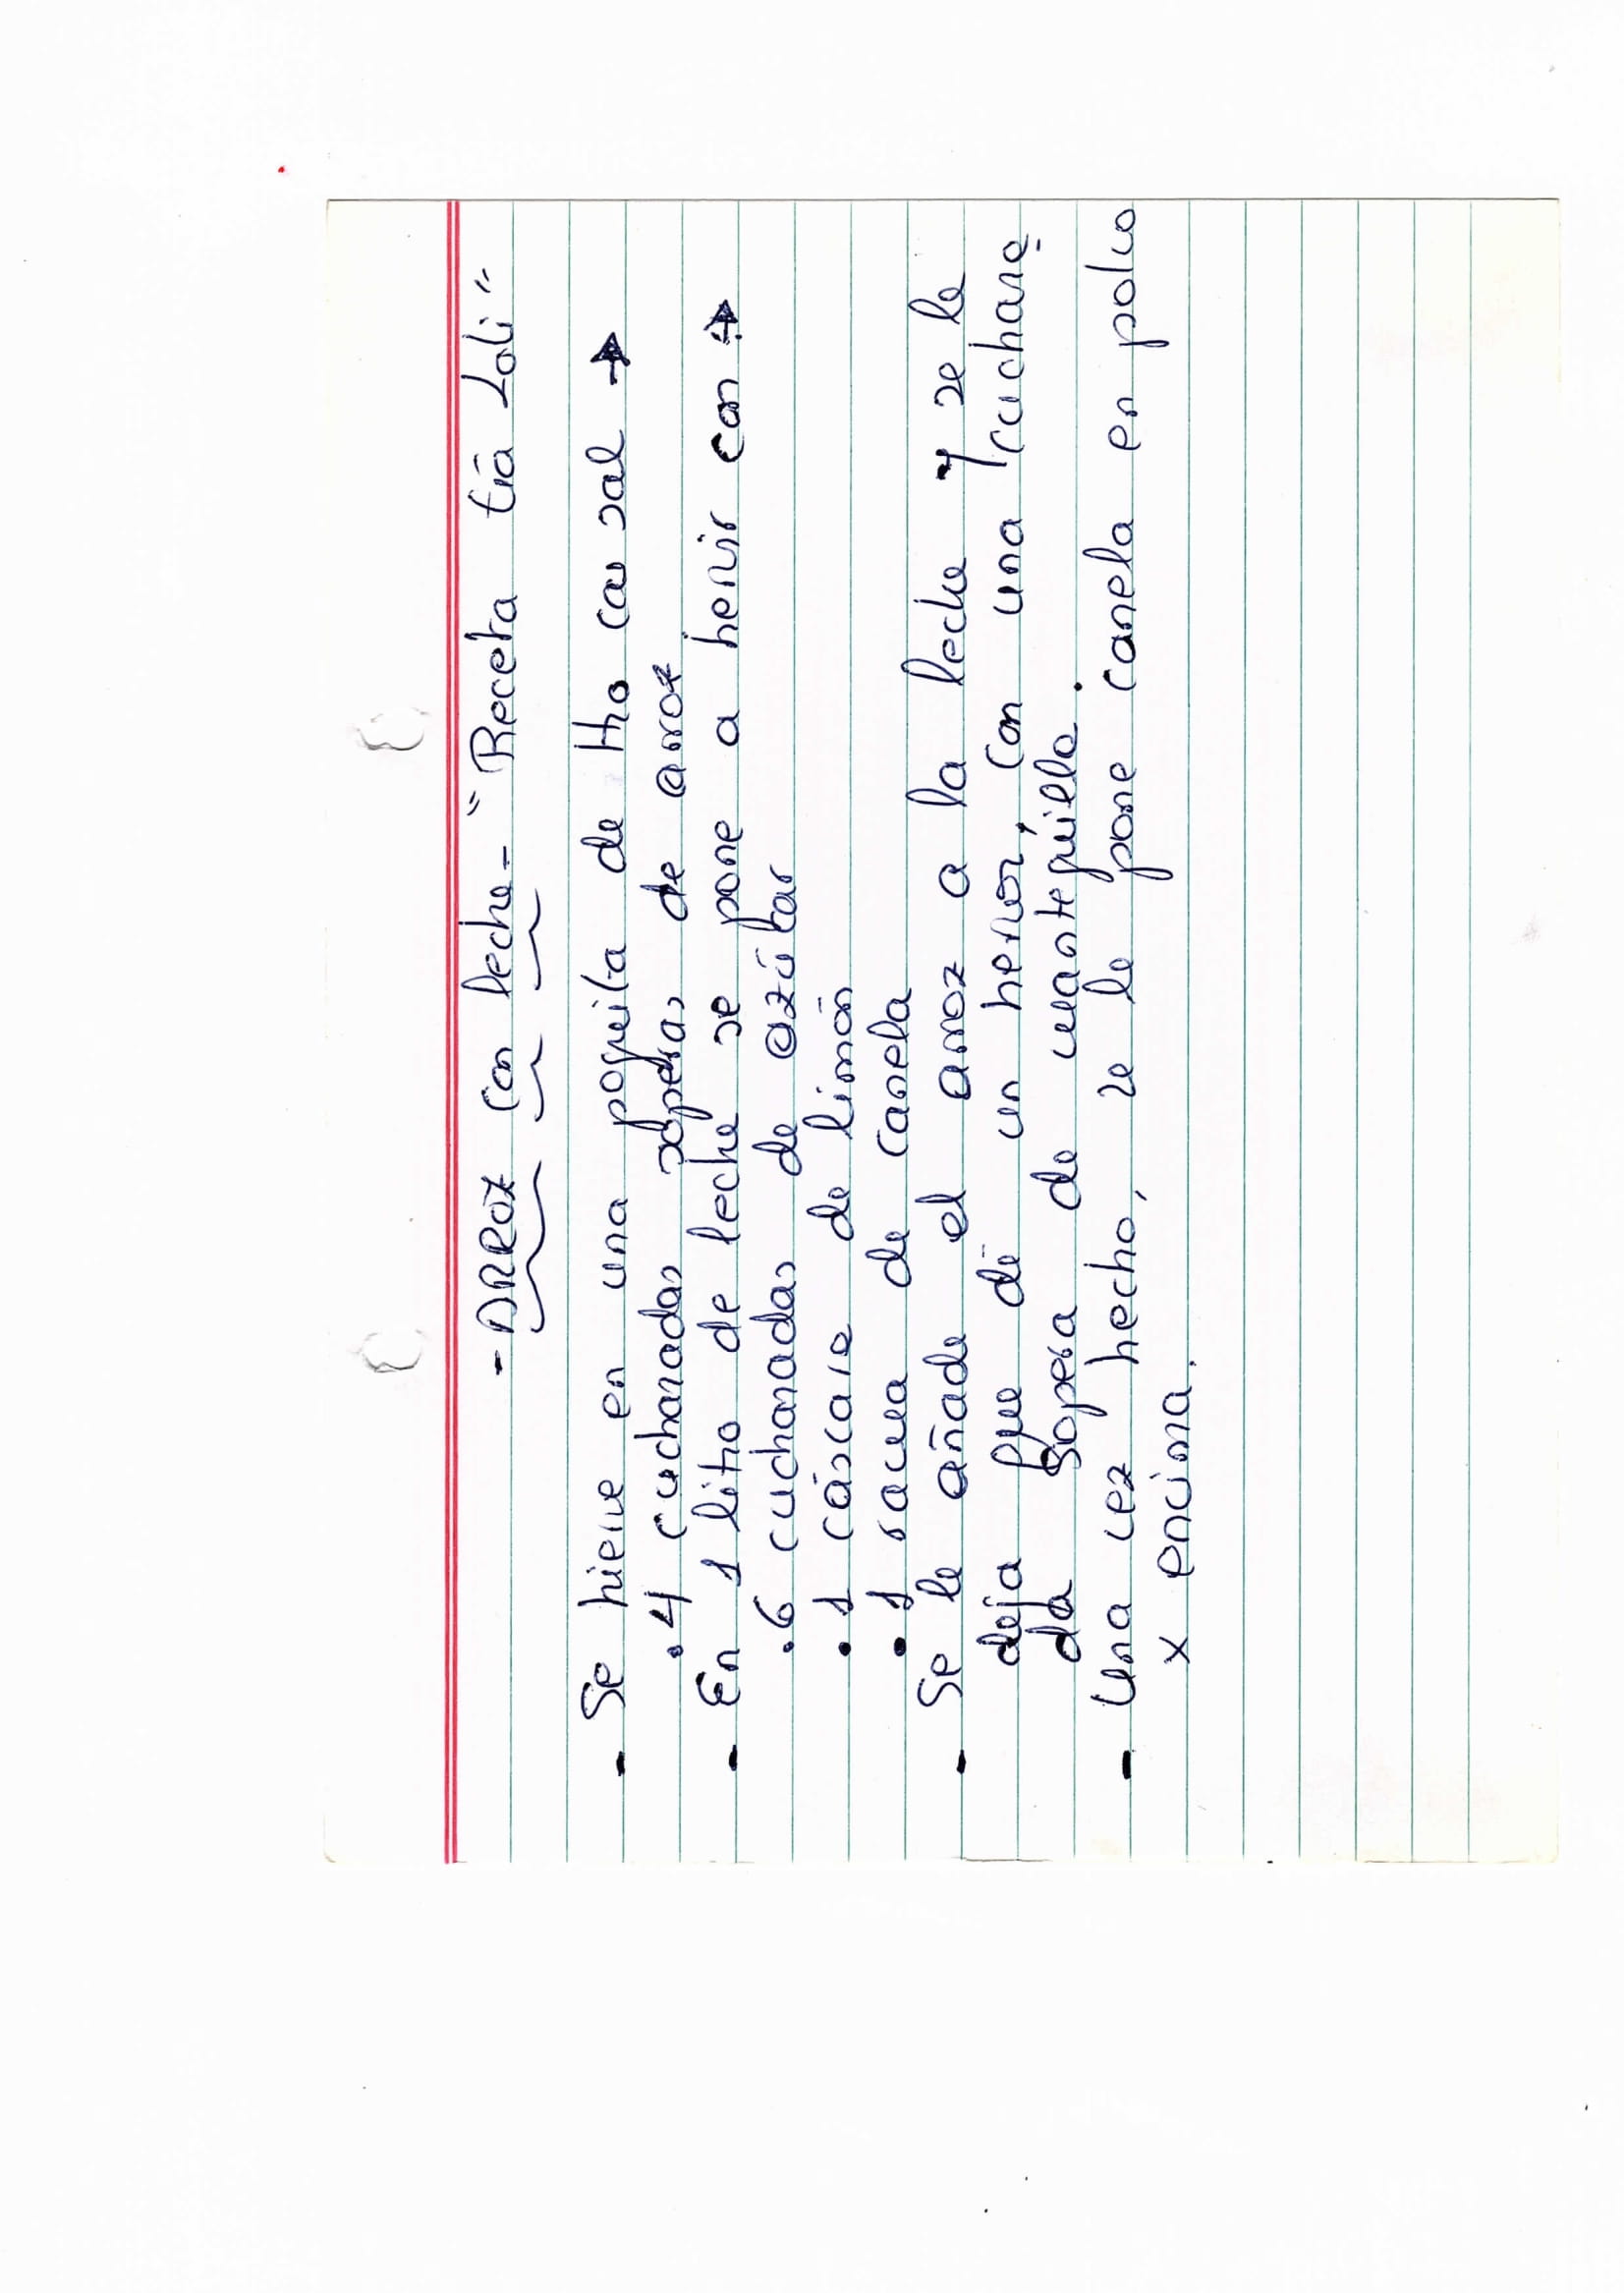 - ARROZ con leche - "Receta tía Loli"
- Se hierve en una poquita de H₂o con sal →
. 4 cucharadas soperas de arroz
- En 1 litro de leche se pone a hervir con: →
. 6 cucharadas de azúcar
. 1 cáscara de limón
. 1 rama de canela
- Se le añade el arroz a la leche y se le
deja que dé un hervor, con una cuchara-
da sopera de mantequilla.
- Una vez hecho, se le pone canela en polvo
x encima.